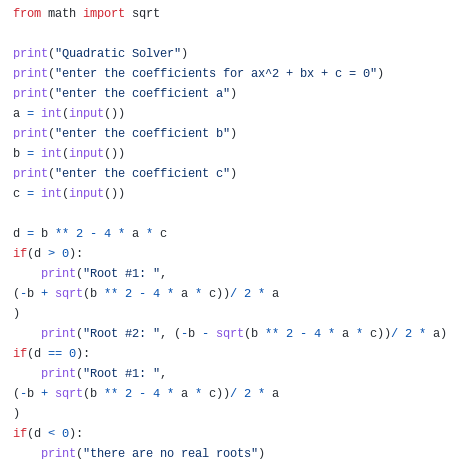 from math import sqrt

print("Quadratic Solver")
print("enter the coefficients for ax^2 + bx + c = 0")
print("enter the coefficient a")
a = int(input())
print("enter the coefficient b")
b = int(input())
print("enter the coefficient c")
c = int(input())

d = b ** 2 - 4 * a * c
if(d > 0):
    print("Root #1: ",
(-b + sqrt(b ** 2 - 4 * a * c))/ 2 * a
)
    print("Root #2: ", (-b - sqrt(b ** 2 - 4 * a * c))/ 2 * a)
if(d == 0):
    print("Root #1: ",
(-b + sqrt(b ** 2 - 4 * a * c))/ 2 * a
)
if(d < 0):
    print("there are no real roots")